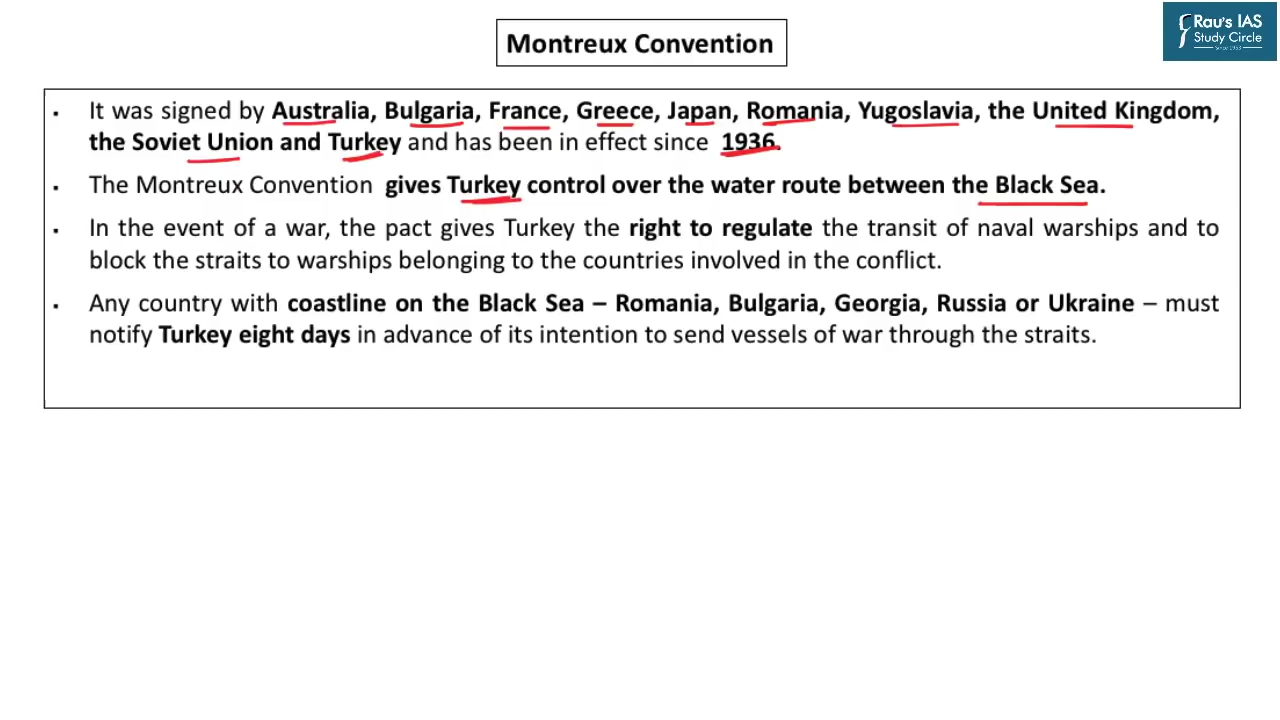 Montreux Convention
Rau's IAS
Study Circle
Since 1953
▪ It was signed by Australia, Bulgaria, France, Greece, Japan, Romania, Yugoslavia, the United Kingdom,
the Soviet Union and Turkey and has been in effect since 1936.
▪ The Montreux Convention gives Turkey control over the water route between the Black Sea.
▪ In the event of a war, the pact gives Turkey the right to regulate the transit of naval warships and to
block the straits to warships belonging to the countries involved in the conflict.
▪ Any country with coastline on the Black Sea – Romania, Bulgaria, Georgia, Russia or Ukraine – must
notify Turkey eight days in advance of its intention to send vessels of war through the straits.